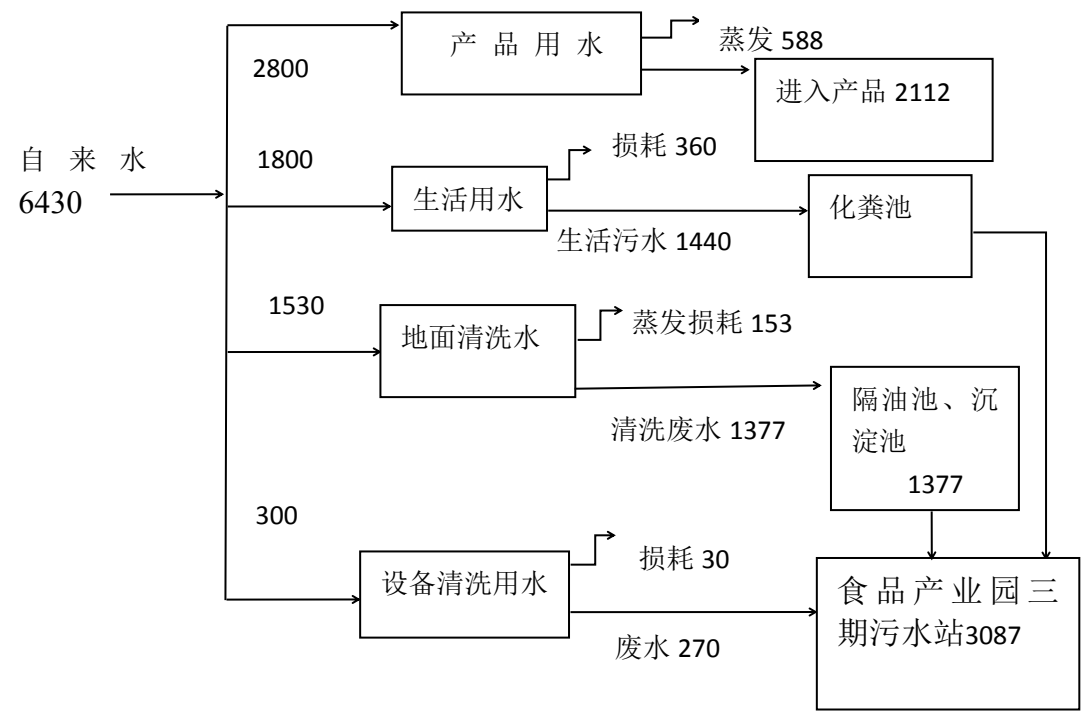 产品用水
蒸发 588
2800
进入产品 2112
自来水
6430
1800
损耗 360
生活用水
化粪池
生活污水 1440
1530
地面清洗水
蒸发损耗 153
清洗废水 1377
隔油池、沉
淀池
1377
300
设备清洗用水
损耗 30
废水 270
食品产业园三
期污水站3087